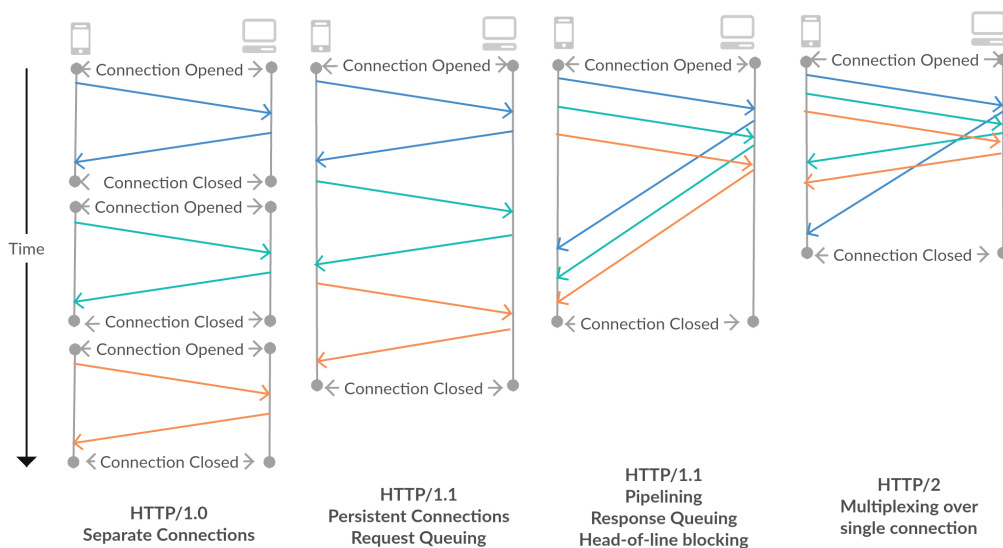 Time
Connection Opened
Connection Closed
Connection Opened
Connection Closed
Connection Opened
Connection Closed
HTTP/1.0
Separate Connections
Connection Opened
Connection Closed
HTTP/1.1
Persistent Connections
Request Queuing
Connection Opened
Connection Closed
HTTP/1.1
Pipelining
Response Queuing
Head-of-line blocking
Connection Opened
Connection Closed
HTTP/2
Multiplexing over
single connection